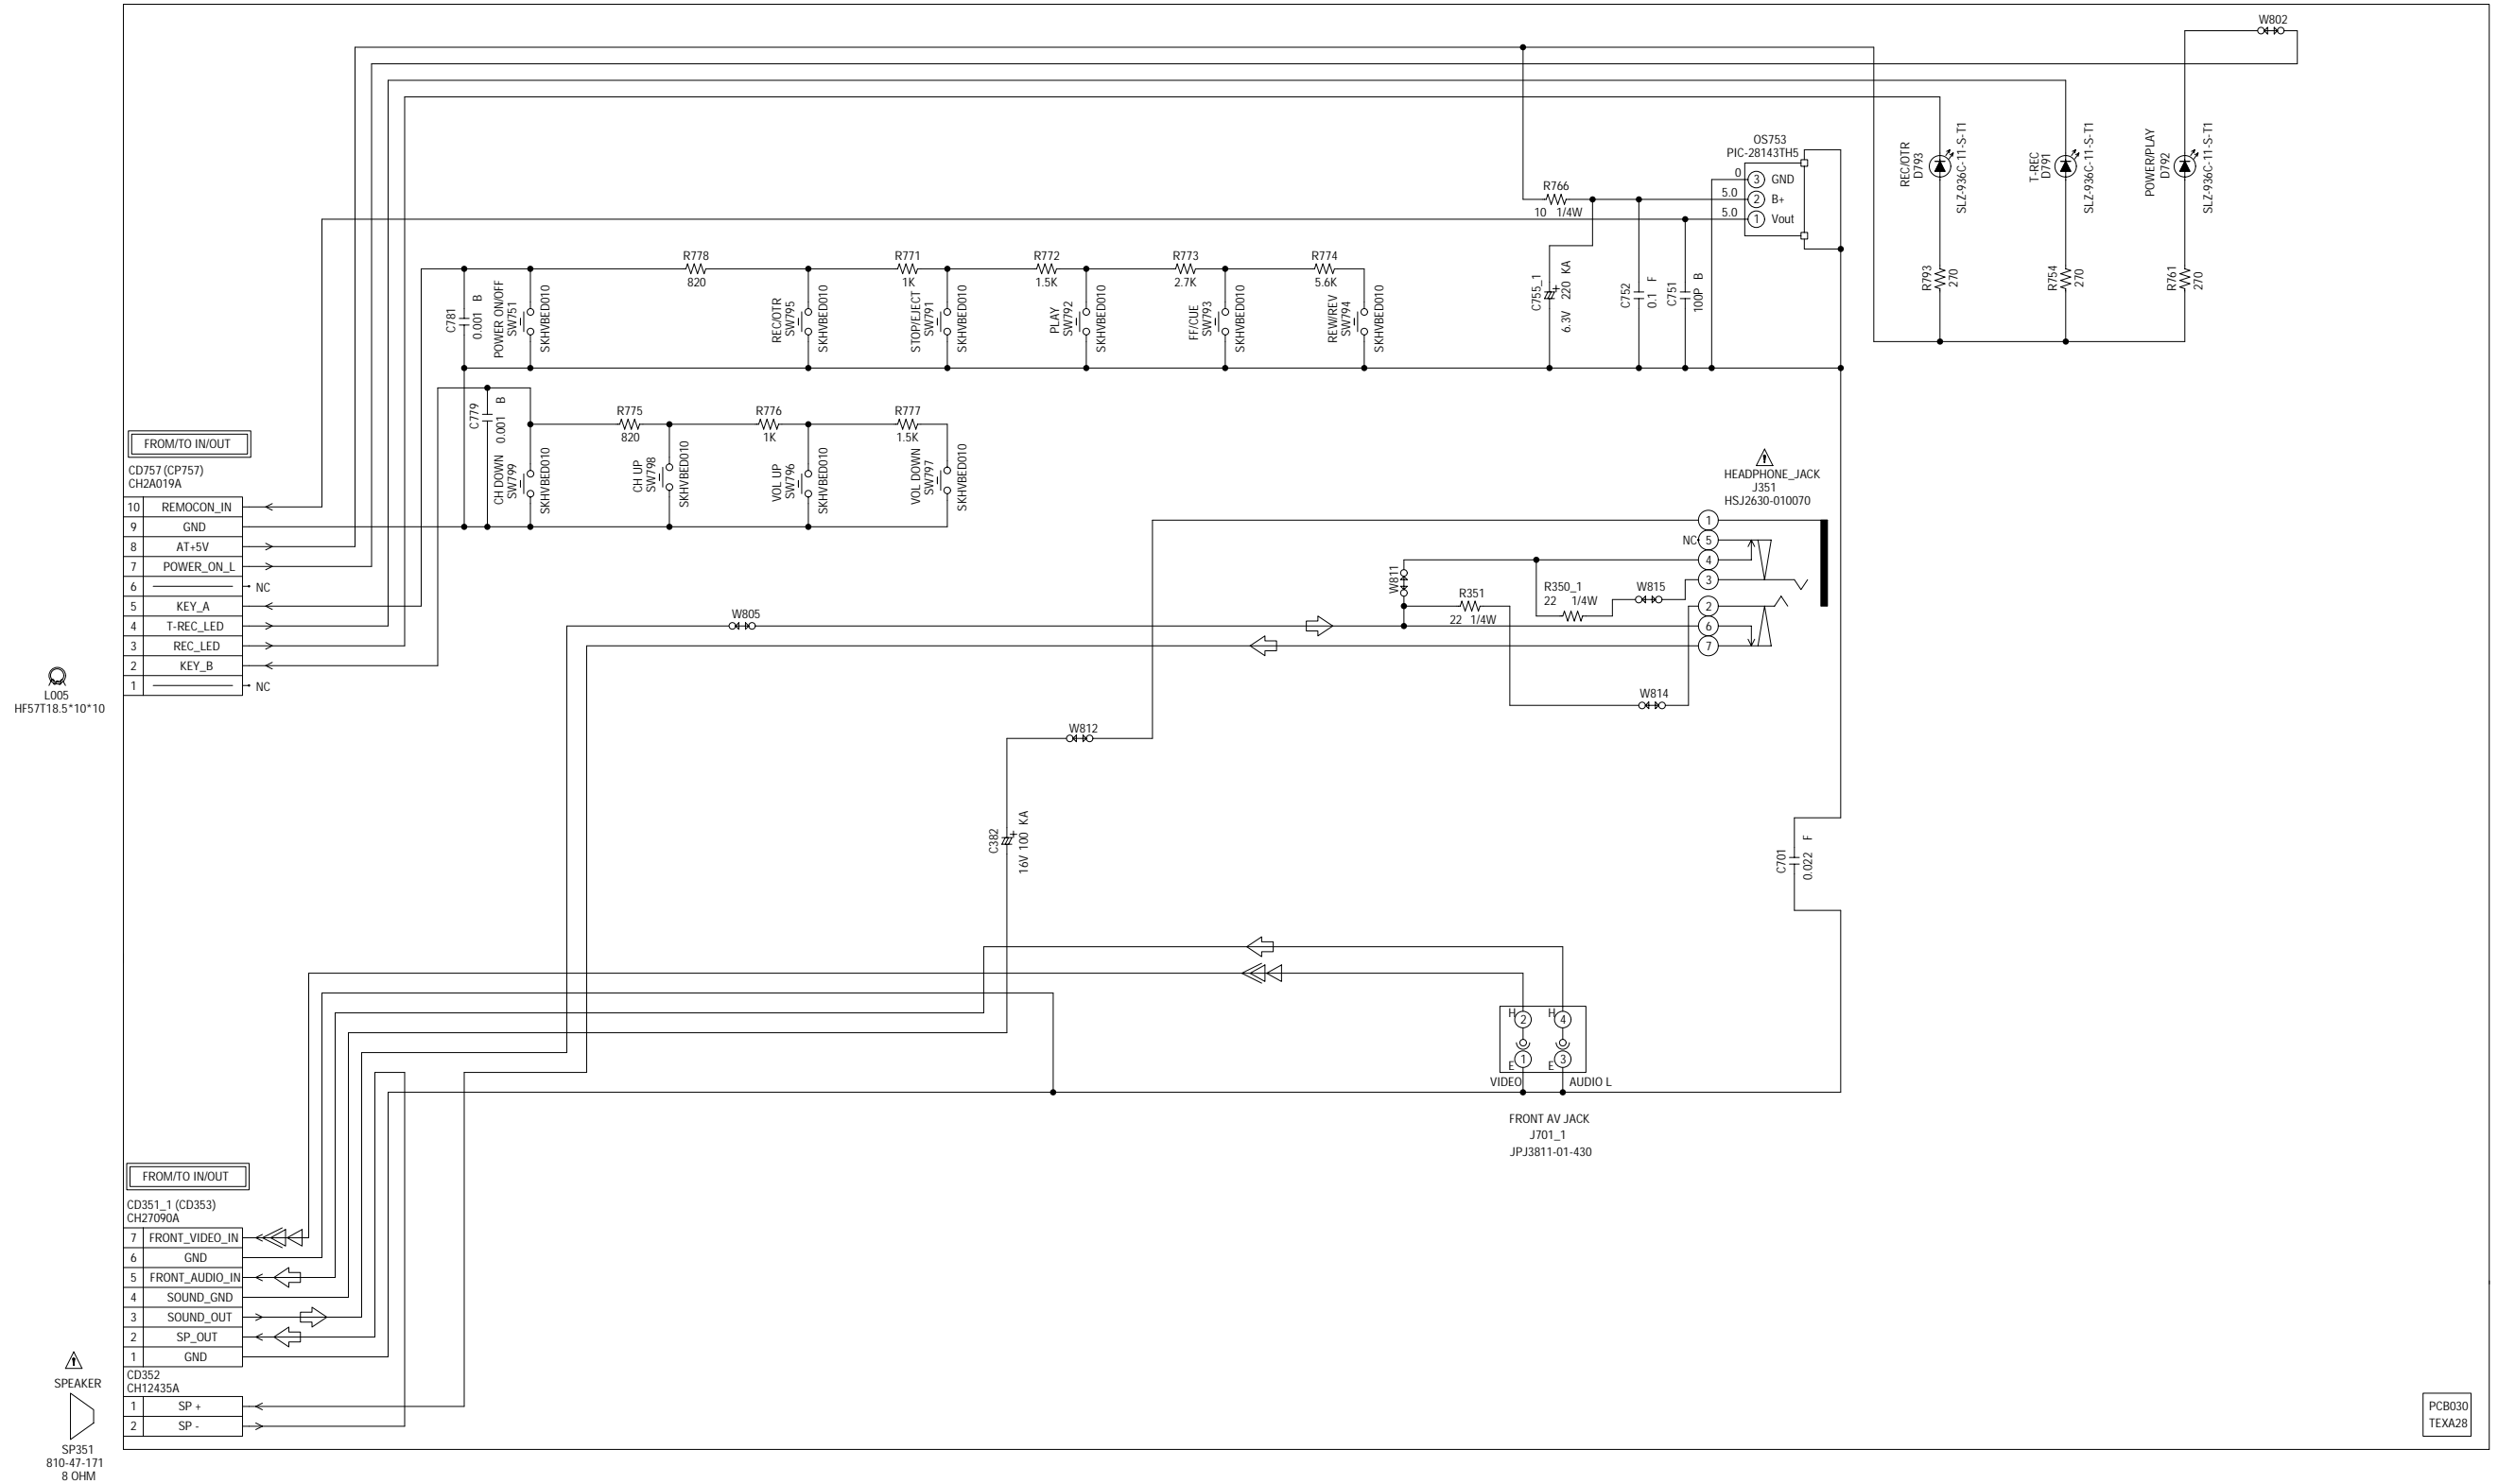 W802
OS753
PIC-28143TH5
0
3 GND
5.0
2 B+
5.0
1 Vout
R766
10 1/4W
REC/OTR
D793
SLZ-936C-11-S-T1
T-REC
D791
SLZ-936C-11-S-T1
POWER/PLAY
D792
SLZ-936C-11-S-T1
R793
270
R754
270
R761
270
R778
820
R771
1K
R772
1.5K
R773
2.7K
R774
5.6K
C781
0.001 B
POWER ON/OFF
SW751
SKHVBED010
REC/OTR
SW795
SKHVBED010
STOP/EJECT
SW791
SKHVBED010
PLAY
SW792
SKHVBED010
FF/CUE
SW793
SKHVBED010
REW/REV
SW794
SKHVBED010
C755_1
+
6.3V 220 KA
C752
0.1 F
C751
100P B
C779
0.001 B
R775
820
R776
1K
R777
1.5K
CH DOWN
SW799
SKHVBED010
CH UP
SW798
SKHVBED010
VOL UP
SW796
SKHVBED010
VOL DOWN
SW797
SKHVBED010
FROM/TO IN/OUT
CD757 (CP757)
CH2A019A
10 REMOCON_IN
9 GND
8 AT+5V
7 POWER_ON_L
6 NC
5 KEY_A
4 T-REC_LED
3 REC_LED
2 KEY_B
1 NC
L005
HF57T18.5*10*10
HEADPHONE_JACK
J351
HSJ2630-010070
1
NC 5
4
3
2
6
7
W811
R351
22 1/4W
R350_1
22 1/4W
W815
W805
W814
W812
C382
+
16V 100 KA
C701
0.022 F
H 2
H 4
E 1
E 3
VIDEO
AUDIO L
FRONT AV JACK
J701_1
JPJ3811-01-430
FROM/TO IN/OUT
CD351_1 (CD353)
CH27090A
7 FRONT_VIDEO_IN
6 GND
5 FRONT_AUDIO_IN
4 SOUND_GND
3 SOUND_OUT
2 SP_OUT
1 GND
CD352
CH12435A
1 SP +
2 SP -
SPEAKER
SP351
810-47-171
8 OHM
PCB030
TEXA28